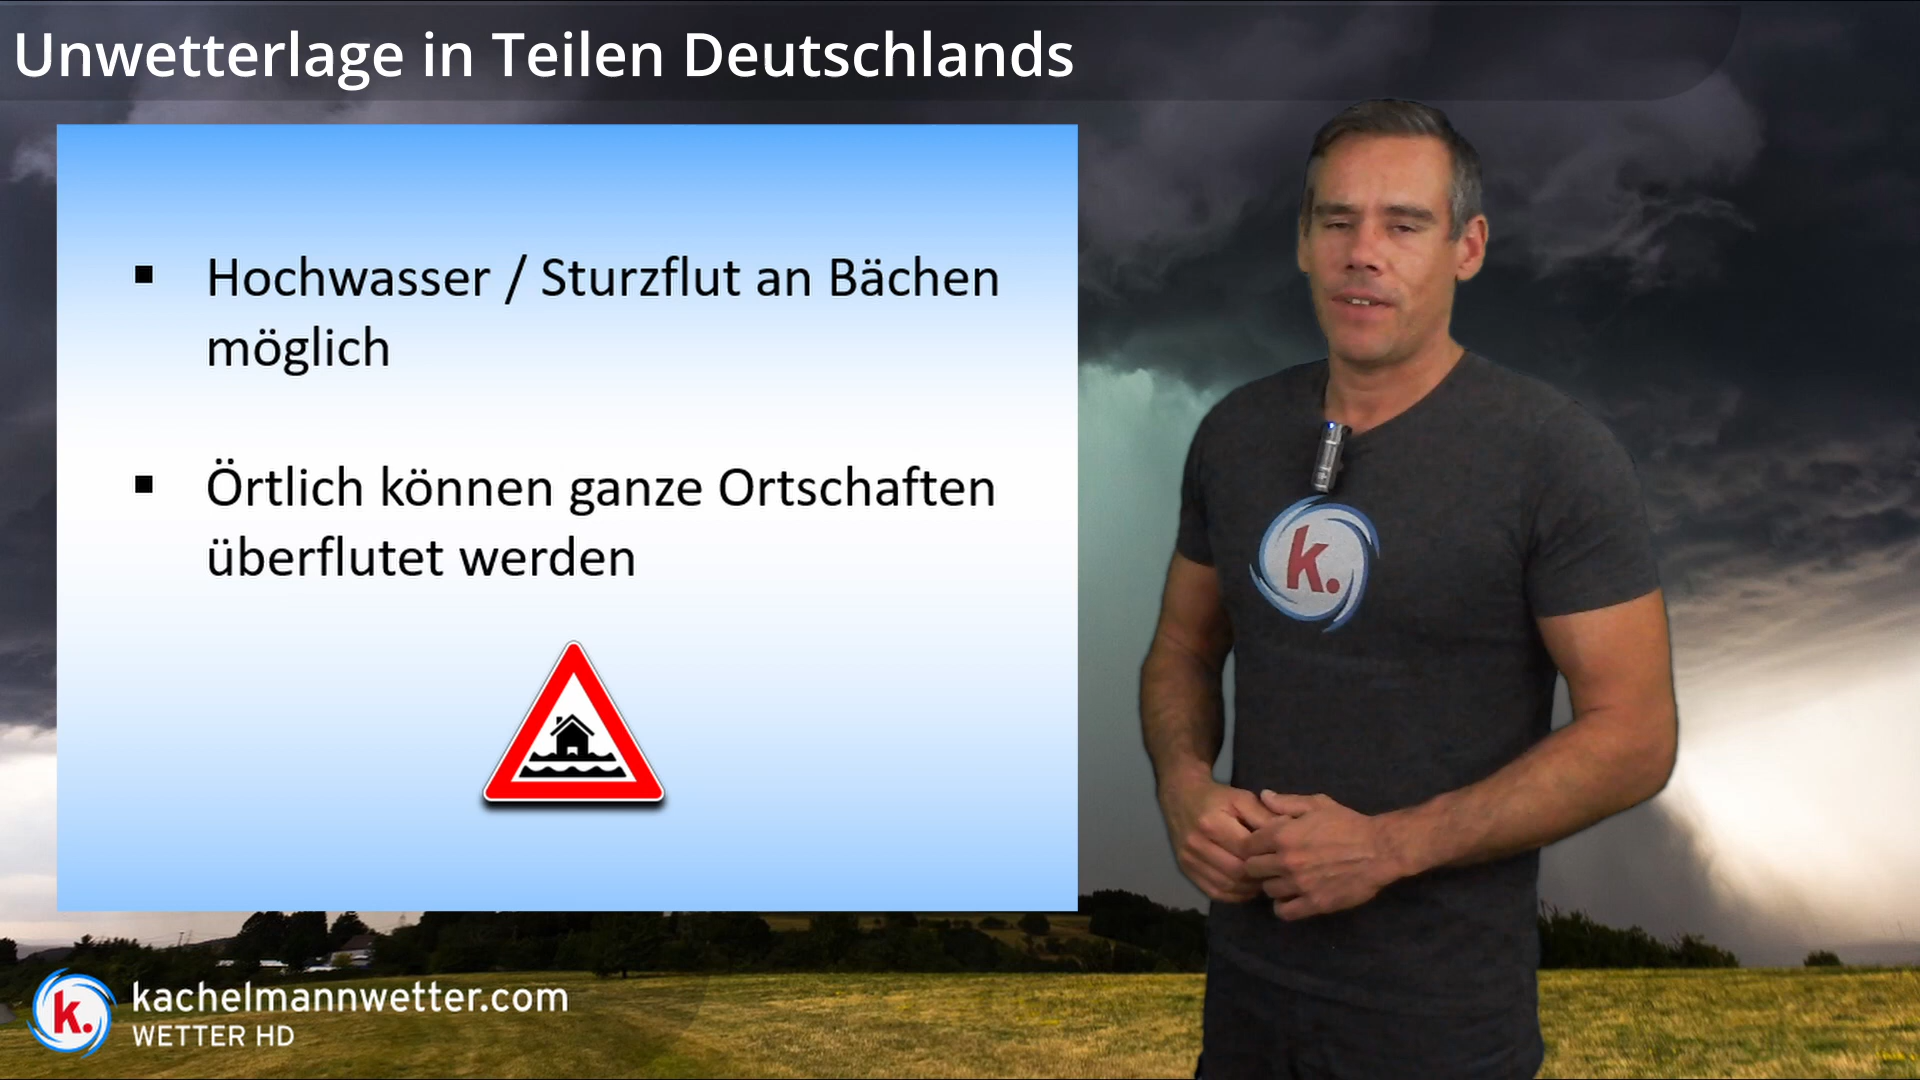 Unwetterlage in Teilen Deutschlands
▪ Hochwasser / Sturzflut an Bächen
möglich
▪ Örtlich können ganze Ortschaften
überflutet werden
k.
k.
kachelmannwetter.com
WETTER HD